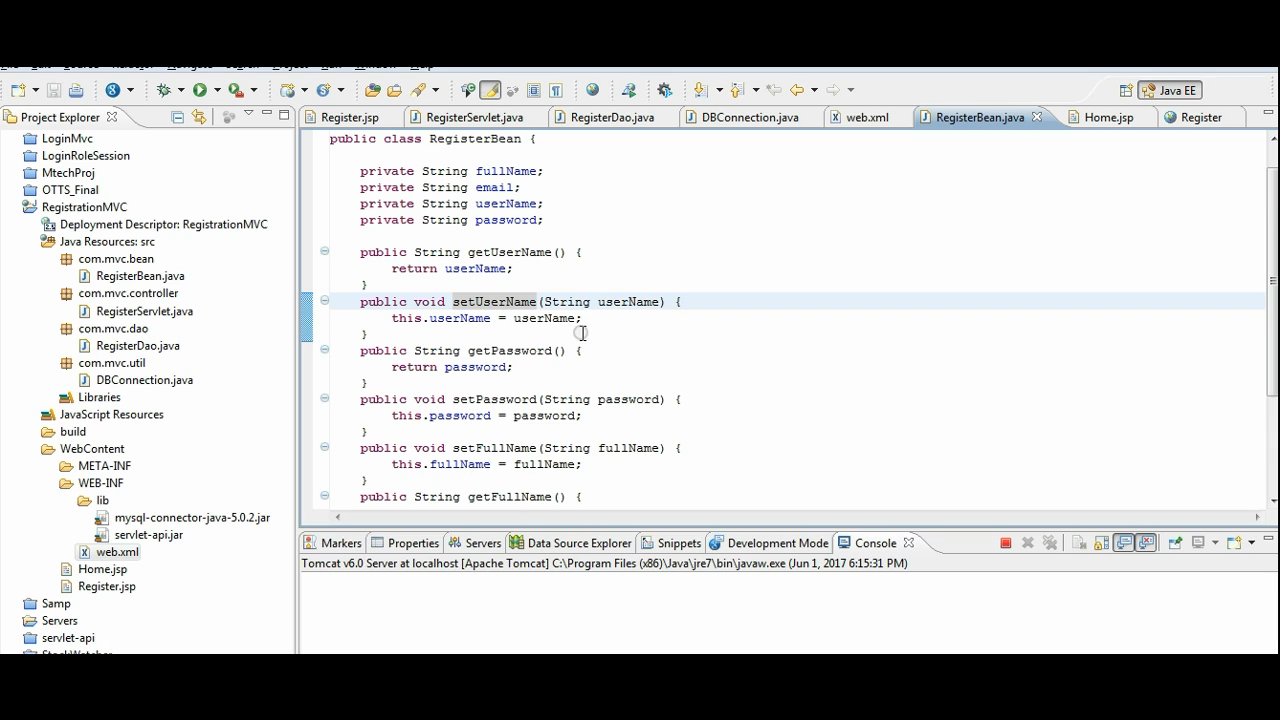 Java EE
Project Explorer
Register.jsp
RegisterServlet.java
RegisterDao.java
DBConnection.java
web.xml
RegisterBean.java
Home.jsp
Register
LoginMvc
LoginRoleSession
MtechProj
OTTS_Final
RegistrationMVC
Deployment Descriptor: RegistrationMVC
Java Resources: src
com.mvc.bean
RegisterBean.java
com.mvc.controller
RegisterServlet.java
com.mvc.dao
RegisterDao.java
com.mvc.util
DBConnection.java
Libraries
JavaScript Resources
build
WebContent
META-INF
WEB-INF
lib
mysql-connector-java-5.0.2.jar
servlet-api.jar
web.xml
Home.jsp
Register.jsp
Samp
Servers
servlet-api
public class RegisterBean {
private String fullName;
private String email;
private String userName;
private String password;
public String getUserName() {
return userName;
}
public void setUserName(String userName) {
this.userName = userName;
}
public String getPassword() {
return password;
}
public void setPassword(String password) {
this.password = password;
}
public void setFullName(String fullName) {
this.fullName = fullName;
}
public String getFullName() {
Markers
Properties
Servers
Data Source Explorer
Snippets
Development Mode
Console
Tomcat v6.0 Server at localhost [Apache Tomcat] C:\Program Files (x86)\Java\jre7\bin\javaw.exe (Jun 1, 2017 6:15:31 PM)